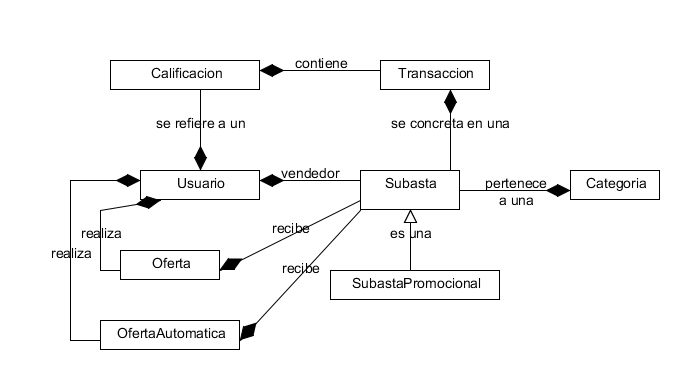 contiene
Calificacion
Transaccion
se refiere a un
se concreta en una
vendedor
Usuario
Subasta
pertenece
a una
Categoria
realiza
recibe
es una
realiza
Oferta
recibe
SubastaPromocional
OfertaAutomatica